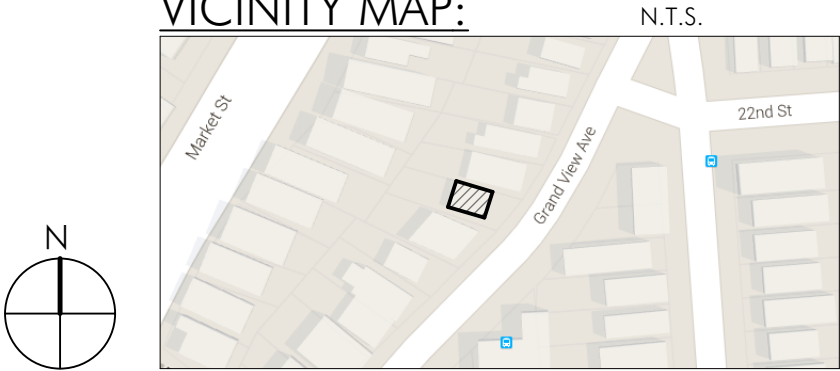 VICINITY MAP:
N.T.S.
Market St
22nd St
Grand View Ave
N